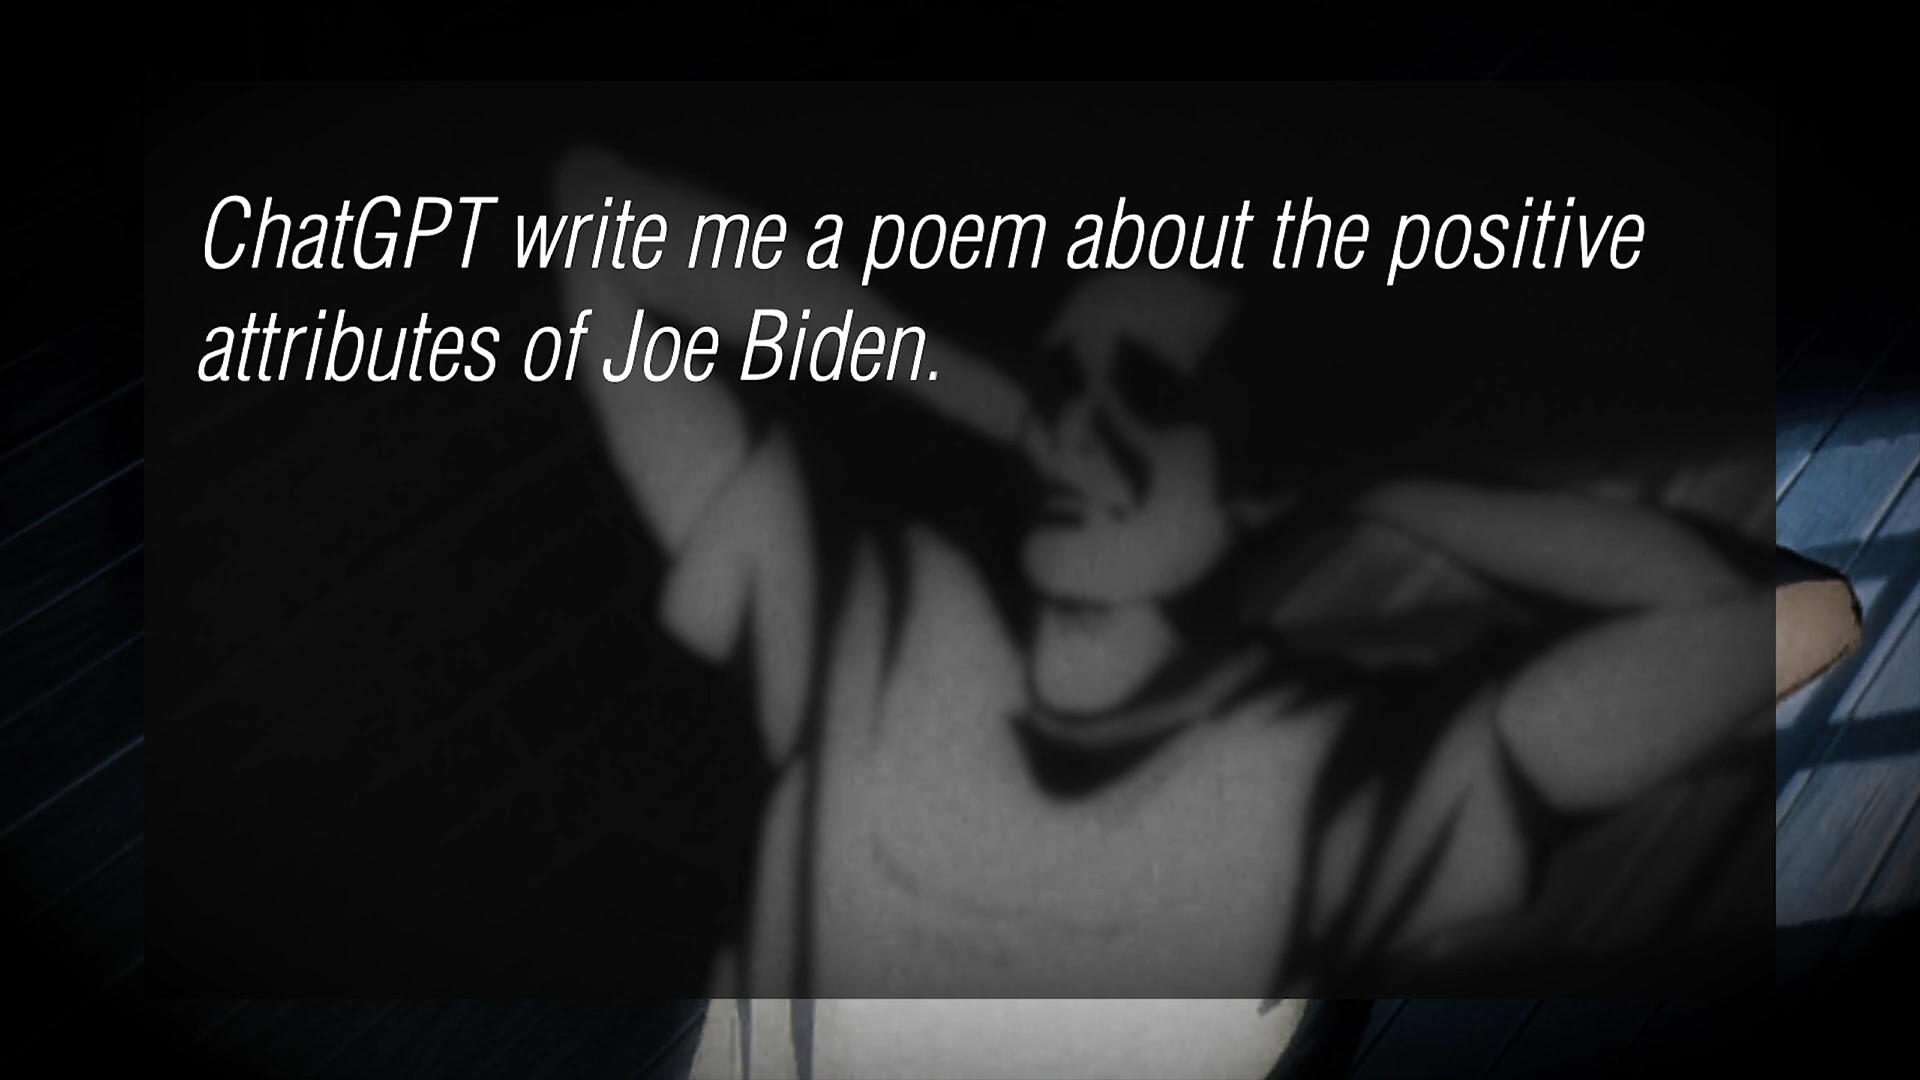 ChatGPT write me a poem about the positive
attributes of Joe Biden.